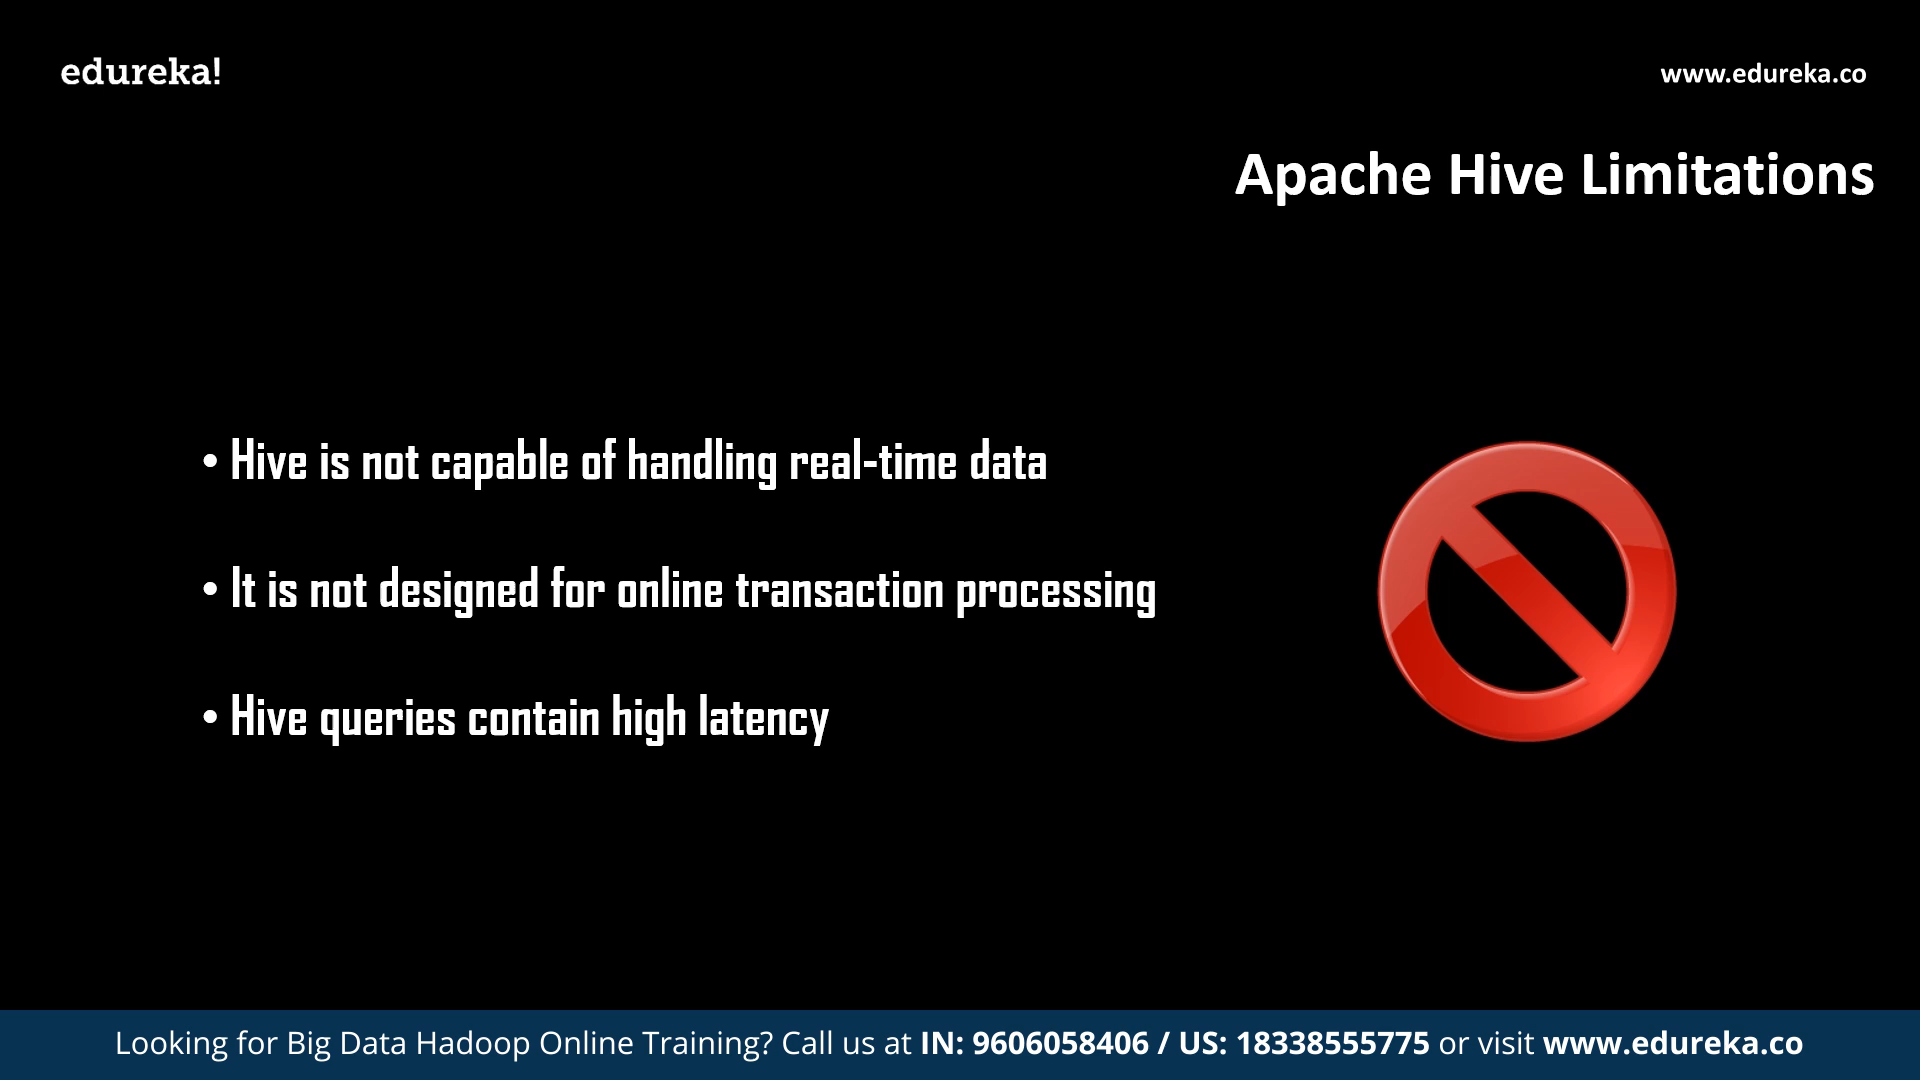 edureka!
www.edureka.co
Apache Hive Limitations
• Hive is not capable of handling real-time data
• It is not designed for online transaction processing
• Hive queries contain high latency
Looking for Big Data Hadoop Online Training? Call us at IN: 9606058406 / US: 18338555775 or visit www.edureka.co